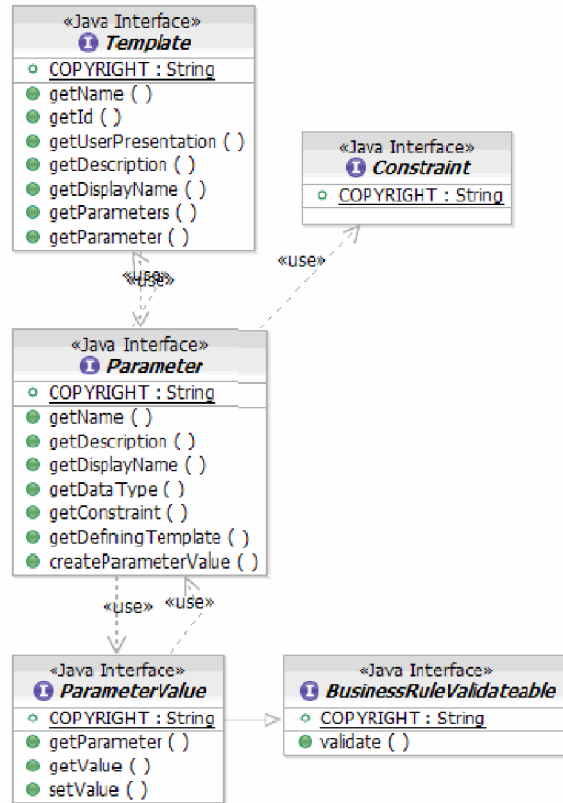 «Java Interface»
I Template
COPYRIGHT : String
getName ( )
getId ( )
getUserPresentation ( )
getDescription ( )
getDisplayName ( )
getParameters ( )
getParameter ( )
«Java Interface»
I Constraint
COPYRIGHT : String
«use»
«use»
«use»
«Java Interface»
I Parameter
COPYRIGHT : String
getName ( )
getDescription ( )
getDisplayName ( )
getDataType ( )
getConstraint ( )
getDefiningTemplate ( )
createParameterValue ( )
«use»
«use»
«Java Interface»
I ParameterValue
COPYRIGHT : String
getParameter ( )
getValue ( )
setValue ( )
«Java Interface»
I BusinessRuleValidateable
COPYRIGHT : String
validate ( )